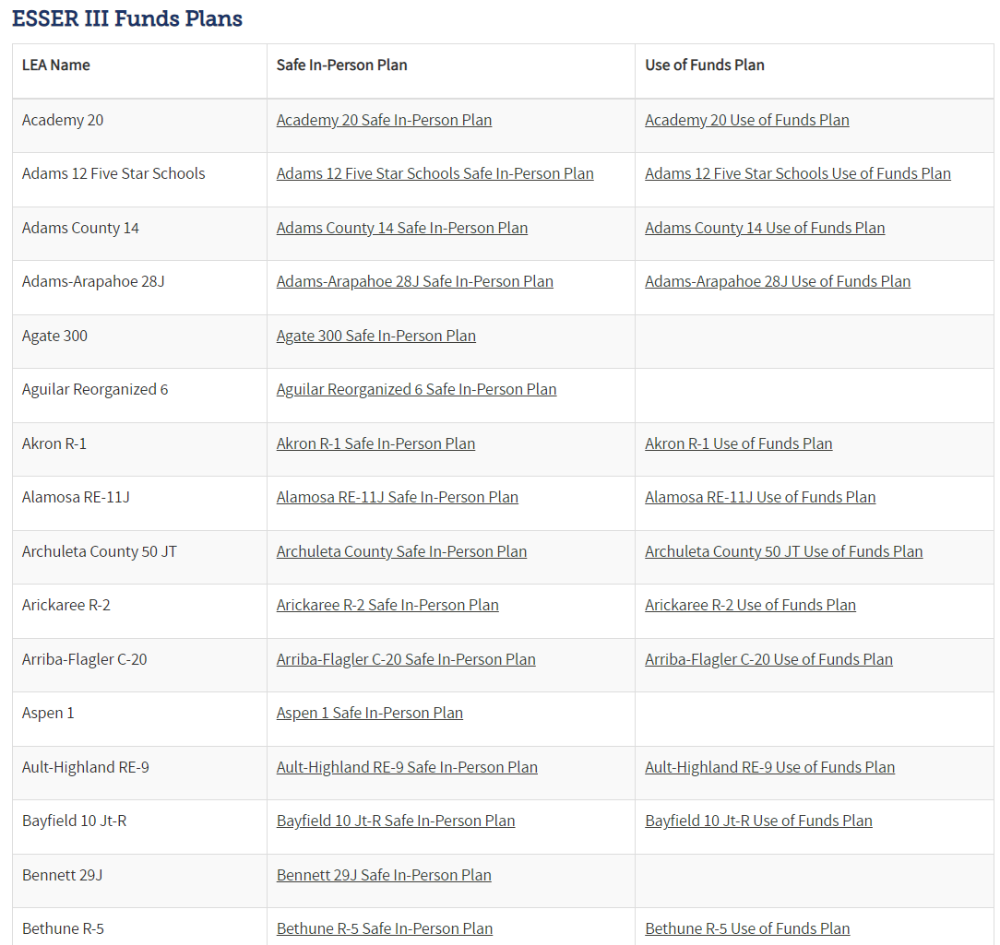 ESSER III Funds Plans
LEA Name Safe In-Person Plan Use of Funds Plan
Academy 20 Academy 20 Safe In-Person Plan Academy 20 Use of Funds Plan
Adams 12 Five Star Schools Adams 12 Five Star Schools Safe In-Person Plan Adams 12 Five Star Schools Use of Funds Plan
Adams County 14 Adams County 14 Safe In-Person Plan Adams County 14 Use of Funds Plan
Adams-Arapahoe 28J Adams-Arapahoe 28J Safe In-Person Plan Adams-Arapahoe 28J Use of Funds Plan
Agate 300 Agate 300 Safe In-Person Plan
Aguilar Reorganized 6 Aguilar Reorganized 6 Safe In-Person Plan
Akron R-1 Akron R-1 Safe In-Person Plan Akron R-1 Use of Funds Plan
Alamosa RE-11J Alamosa RE-11J Safe In-Person Plan Alamosa RE-11J Use of Funds Plan
Archuleta County 50 JT Archuleta County Safe In-Person Plan Archuleta County 50 JT Use of Funds Plan
Arickaree R-2 Arickaree R-2 Safe In-Person Plan Arickaree R-2 Use of Funds Plan
Arriba-Flagler C-20 Arriba-Flagler C-20 Safe In-Person Plan Arriba-Flagler C-20 Use of Funds Plan
Aspen 1 Aspen 1 Safe In-Person Plan
Ault-Highland RE-9 Ault-Highland RE-9 Safe In-Person Plan Ault-Highland RE-9 Use of Funds Plan
Bayfield 10 Jt-R Bayfield 10 Jt-R Safe In-Person Plan Bayfield 10 Jt-R Use of Funds Plan
Bennett 29J Bennett 29J Safe In-Person Plan
Bethune R-5 Bethune R-5 Safe In-Person Plan Bethune R-5 Use of Funds Plan